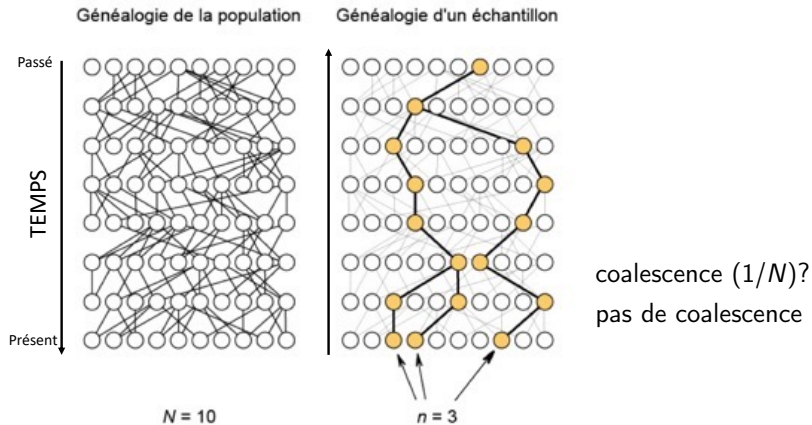 Généalogie de la population
Généalogie d'un échantillon
Passé
TEMPS
Présent
coalescence (1/N)?
pas de coalescence
N = 10
n = 3